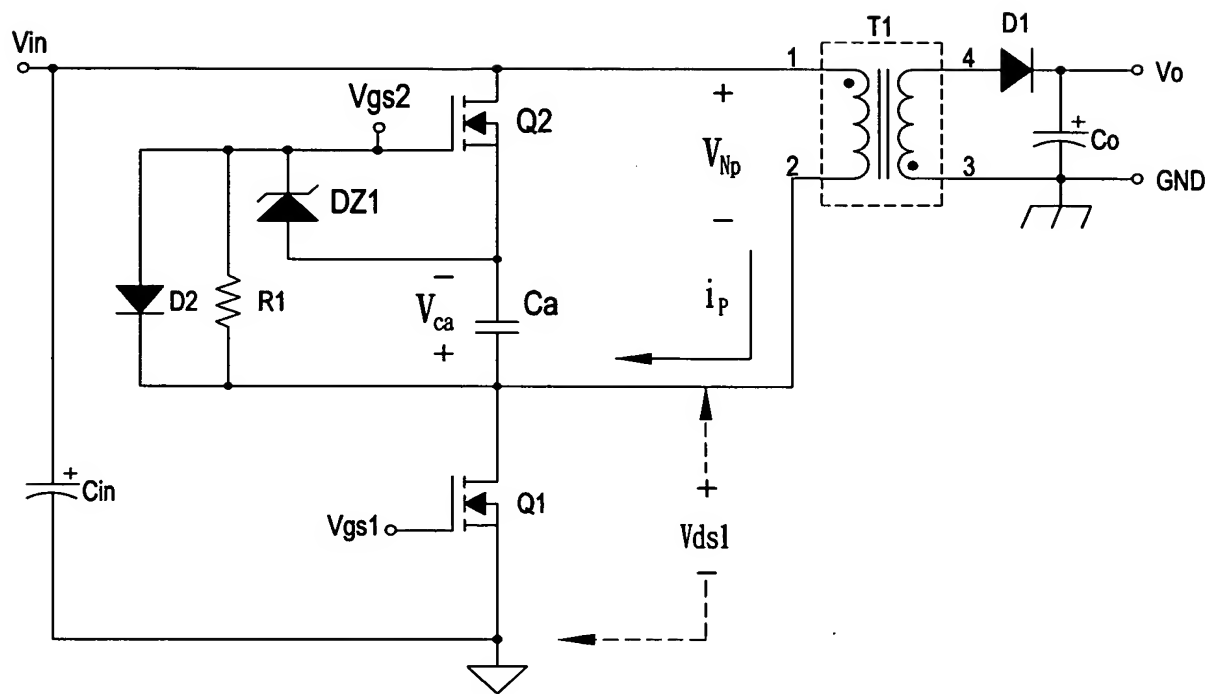 Vin
T1
D1
1
4
Vo
Vgs2
+
Q2
VNp
+
Co
2
3
GND
DZ1
−
−
D2
R1
Vca
Ca
iP
+
+
Cin
Q1
+
Vgs1
Vds1
−